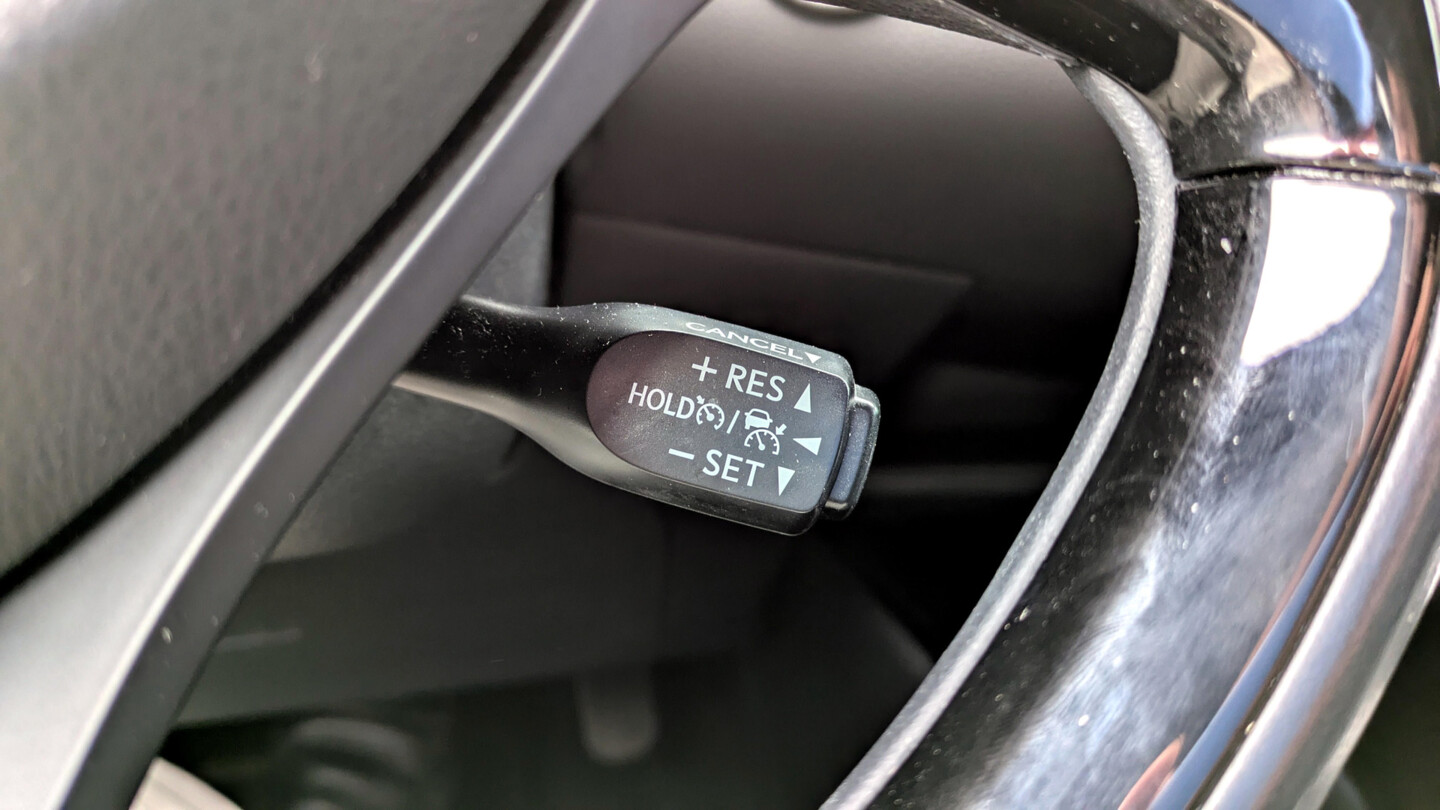 CANCEL▼
+ RES ▲
HOLD /
− SET ▼